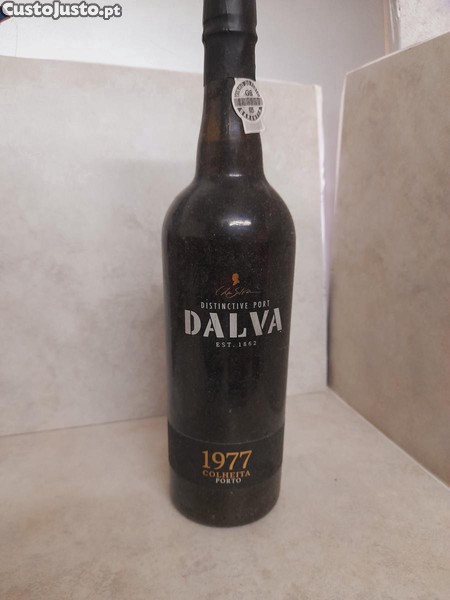 CustoJusto.pt
DISTINCTIVE PORT
DALVA
EST. 1862
1977
COLHEITA
PORTO